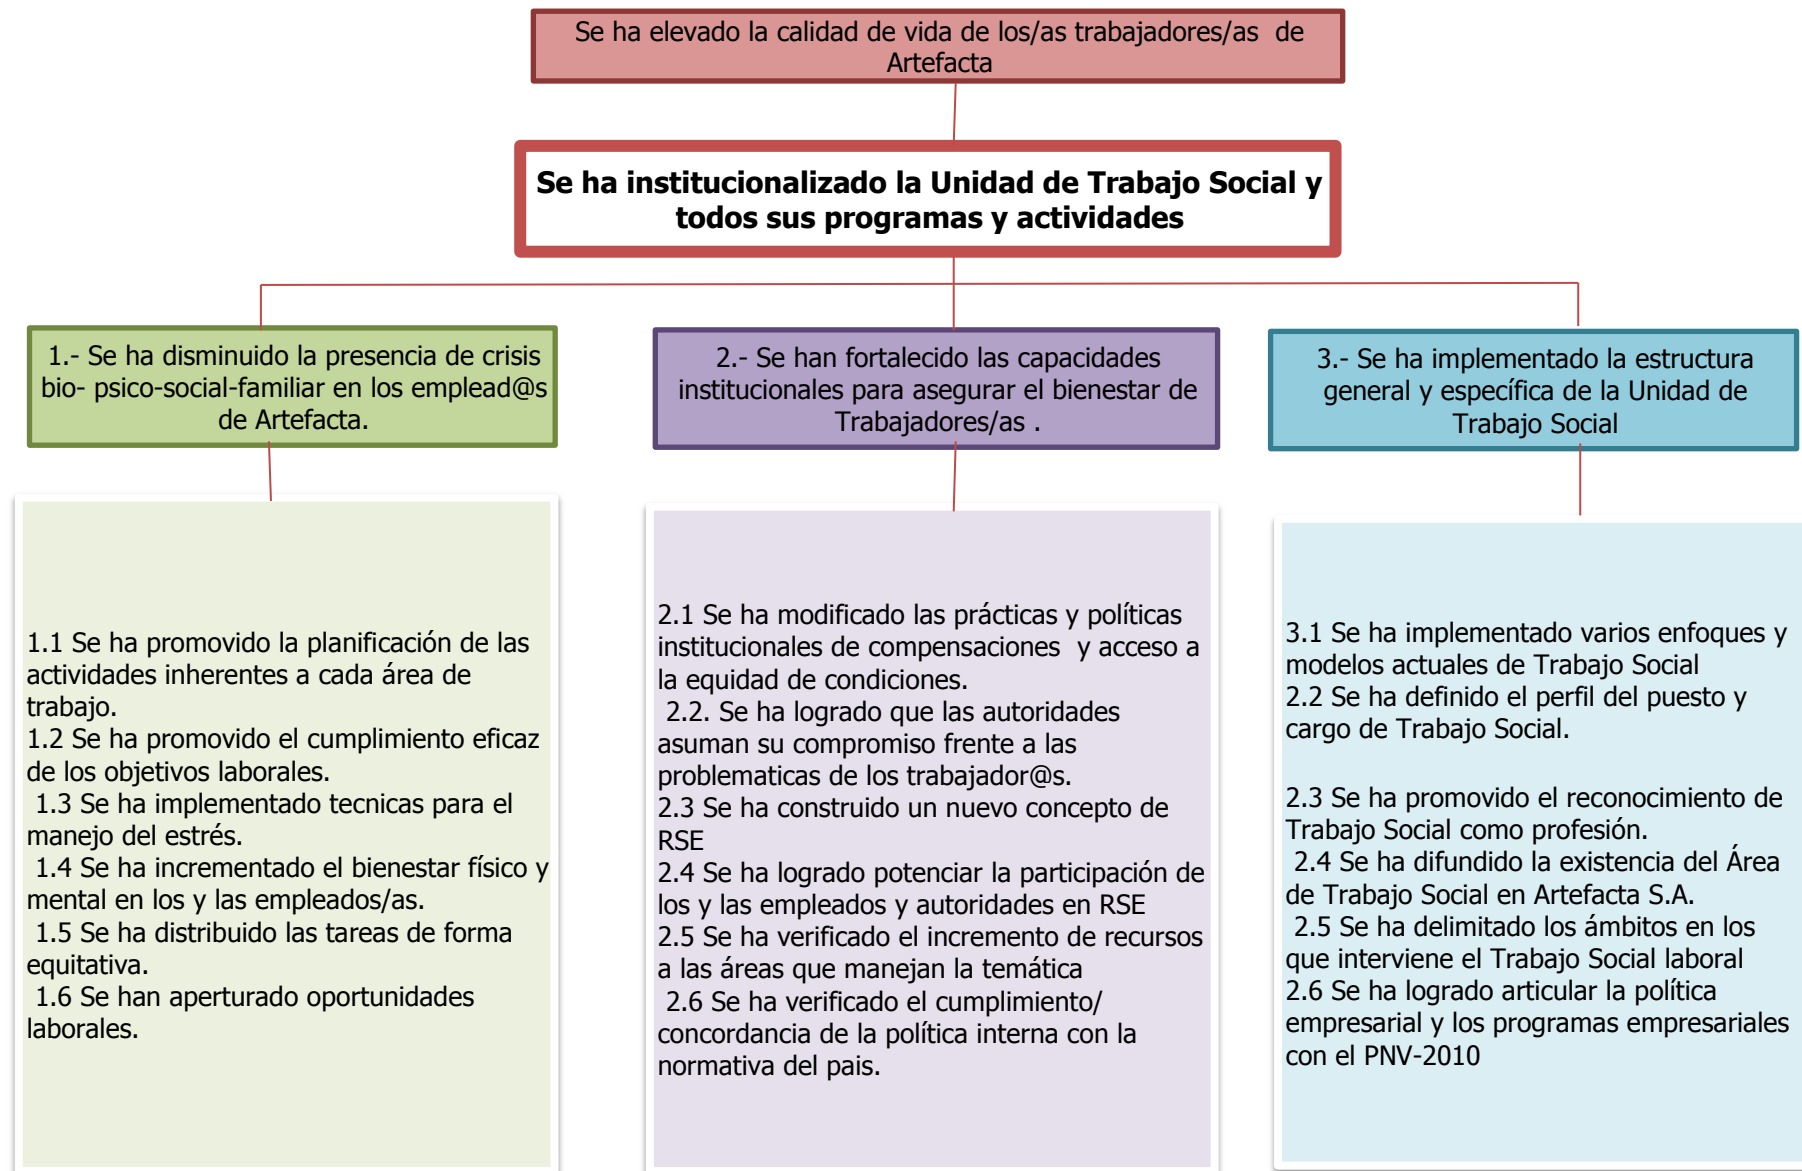 Se ha elevado la calidad de vida de los/as trabajadores/as  de
Artefacta
Se ha institucionalizado la Unidad de Trabajo Social y
todos sus programas y actividades
1.- Se ha disminuido la presencia de crisis
bio- psico-social-familiar en los emplead@s
de Artefacta.
2.- Se han fortalecido las capacidades
institucionales para asegurar el bienestar de
Trabajadores/as .
3.- Se ha implementado la estructura
general y específica de la Unidad de
Trabajo Social
1.1 Se ha promovido la planificación de las
actividades inherentes a cada área de
trabajo.
1.2 Se ha promovido el cumplimiento eficaz
de los objetivos laborales.
1.3 Se ha implementado tecnicas para el
manejo del estrés.
1.4 Se ha incrementado el bienestar físico y
mental en los y las empleados/as.
1.5 Se ha distribuido las tareas de forma
equitativa.
1.6 Se han aperturado oportunidades
laborales.
2.1 Se ha modificado las prácticas y políticas
institucionales de compensaciones  y acceso a
la equidad de condiciones.
2.2. Se ha logrado que las autoridades
asuman su compromiso frente a las
problematicas de los trabajador@s.
2.3 Se ha construido un nuevo concepto de
RSE
2.4 Se ha logrado potenciar la participación de
los y las empleados y autoridades en RSE
2.5 Se ha verificado el incremento de recursos
a las áreas que manejan la temática
2.6 Se ha verificado el cumplimiento/
concordancia de la política interna con la
normativa del pais.
3.1 Se ha implementado varios enfoques y
modelos actuales de Trabajo Social
2.2 Se ha definido el perfil del puesto y
cargo de Trabajo Social.
2.3 Se ha promovido el reconocimiento de
Trabajo Social como profesión.
2.4 Se ha difundido la existencia del Área
de Trabajo Social en Artefacta S.A.
2.5 Se ha delimitado los ámbitos en los
que interviene el Trabajo Social laboral
2.6 Se ha logrado articular la política
empresarial y los programas empresariales
con el PNV-2010